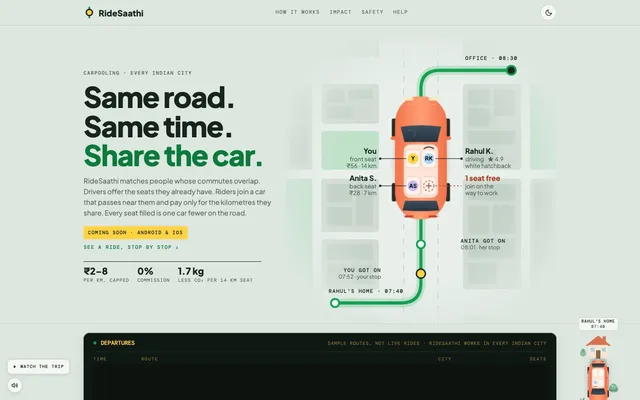 RideSaathi
HOW IT WORKS IMPACT SAFETY HELP
CARPOOLING · EVERY INDIAN CITY
Same road.
Same time.
Share the car.
RideSaathi matches people whose commutes overlap.
Drivers offer the seats they already have. Riders join a car
that passes near them and pay only for the kilometres they
share. Every seat filled is one car fewer on the road.
COMING SOON · ANDROID & IOS
SEE A RIDE, STOP BY STOP ↓
₹2–8
PER KM, CAPPED
0%
COMMISSION
1.7 kg
LESS CO₂ PER 14 KM SEAT
OFFICE · 08:30
You
front seat
₹56 · 14 km
Rahul K.
driving · ★ 4.9
white hatchback
Y RK
Anita S.
back seat
₹28 · 7 km
1 seat free
join on the
way to work
AS
ANITA GOT ON
08:01 · her stop
YOU GOT ON
07:52 · your stop
RAHUL'S HOME · 07:40
DEPARTURES
SAMPLE ROUTES, NOT LIVE RIDES · RIDESAATHI WORKS IN EVERY INDIAN CITY
TIME ROUTE CITY SEATS
WATCH THE TRIP
RAHUL'S HOME
07:40